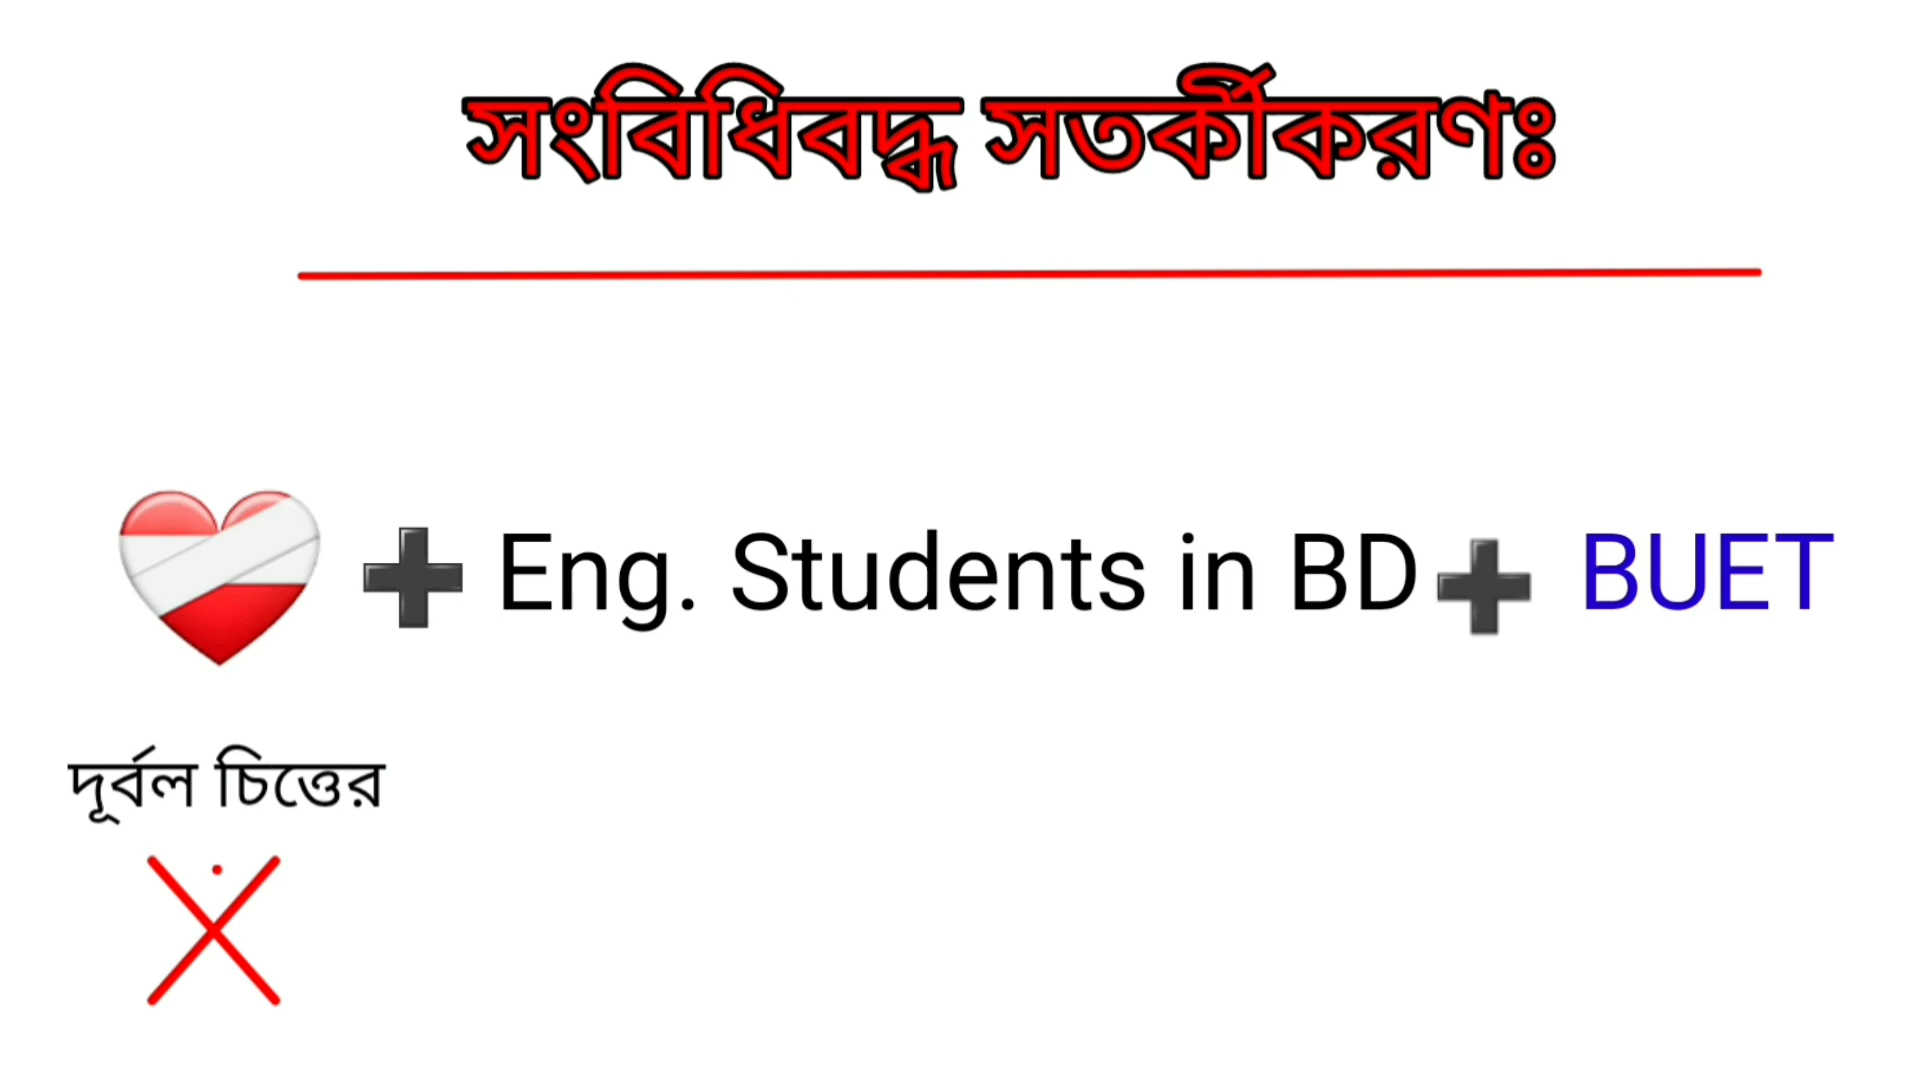 সংবিধিবদ্ধ সতর্কীকরণঃ
❤️‍🩹 ➕ Eng. Students in BD ➕ BUET
দূর্বল চিত্তের